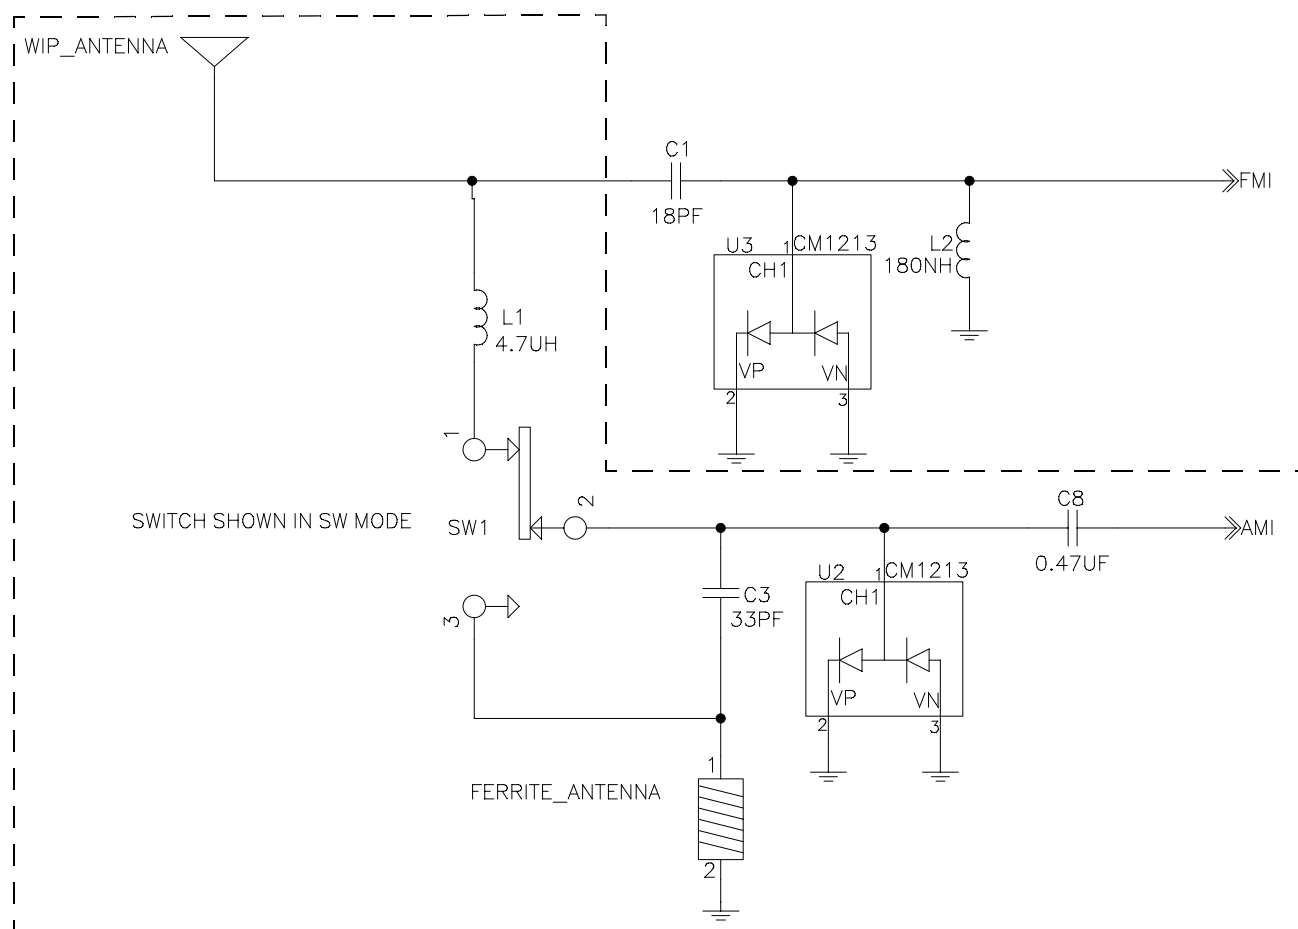 WIP_ANTENNA
C1
18PF
FMI
U3
1
CM1213
CH1
L2
180NH
VP
VN
2
3
L1
4.7UH
1
2
SW1
SWITCH SHOWN IN SW MODE
3
C8
0.47UF
AMI
C3
33PF
U2
1
CM1213
CH1
VP
VN
2
3
FERRITE_ANTENNA
1
2